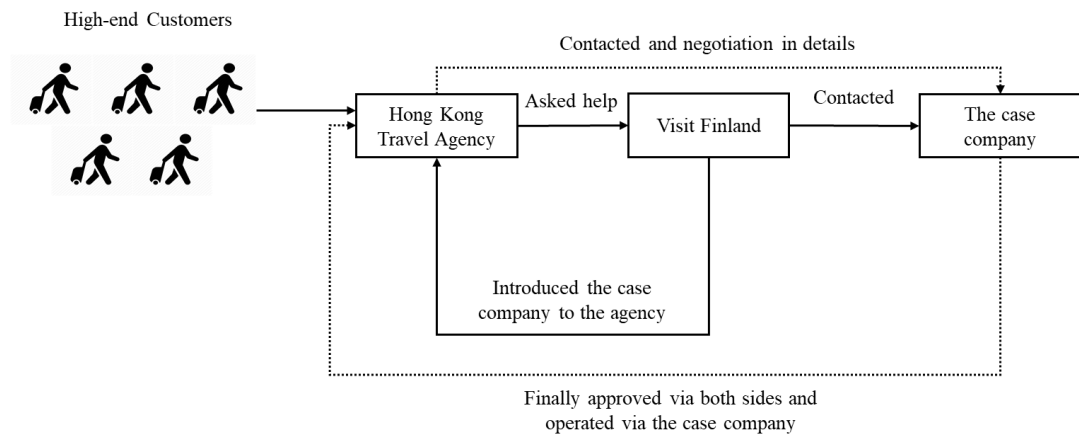 High-end Customers
Contacted and negotiation in details
Asked help
Contacted
Hong Kong
Travel Agency
Visit Finland
The case
company
Introduced the case
company to the agency
Finally approved via both sides and
operated via the case company